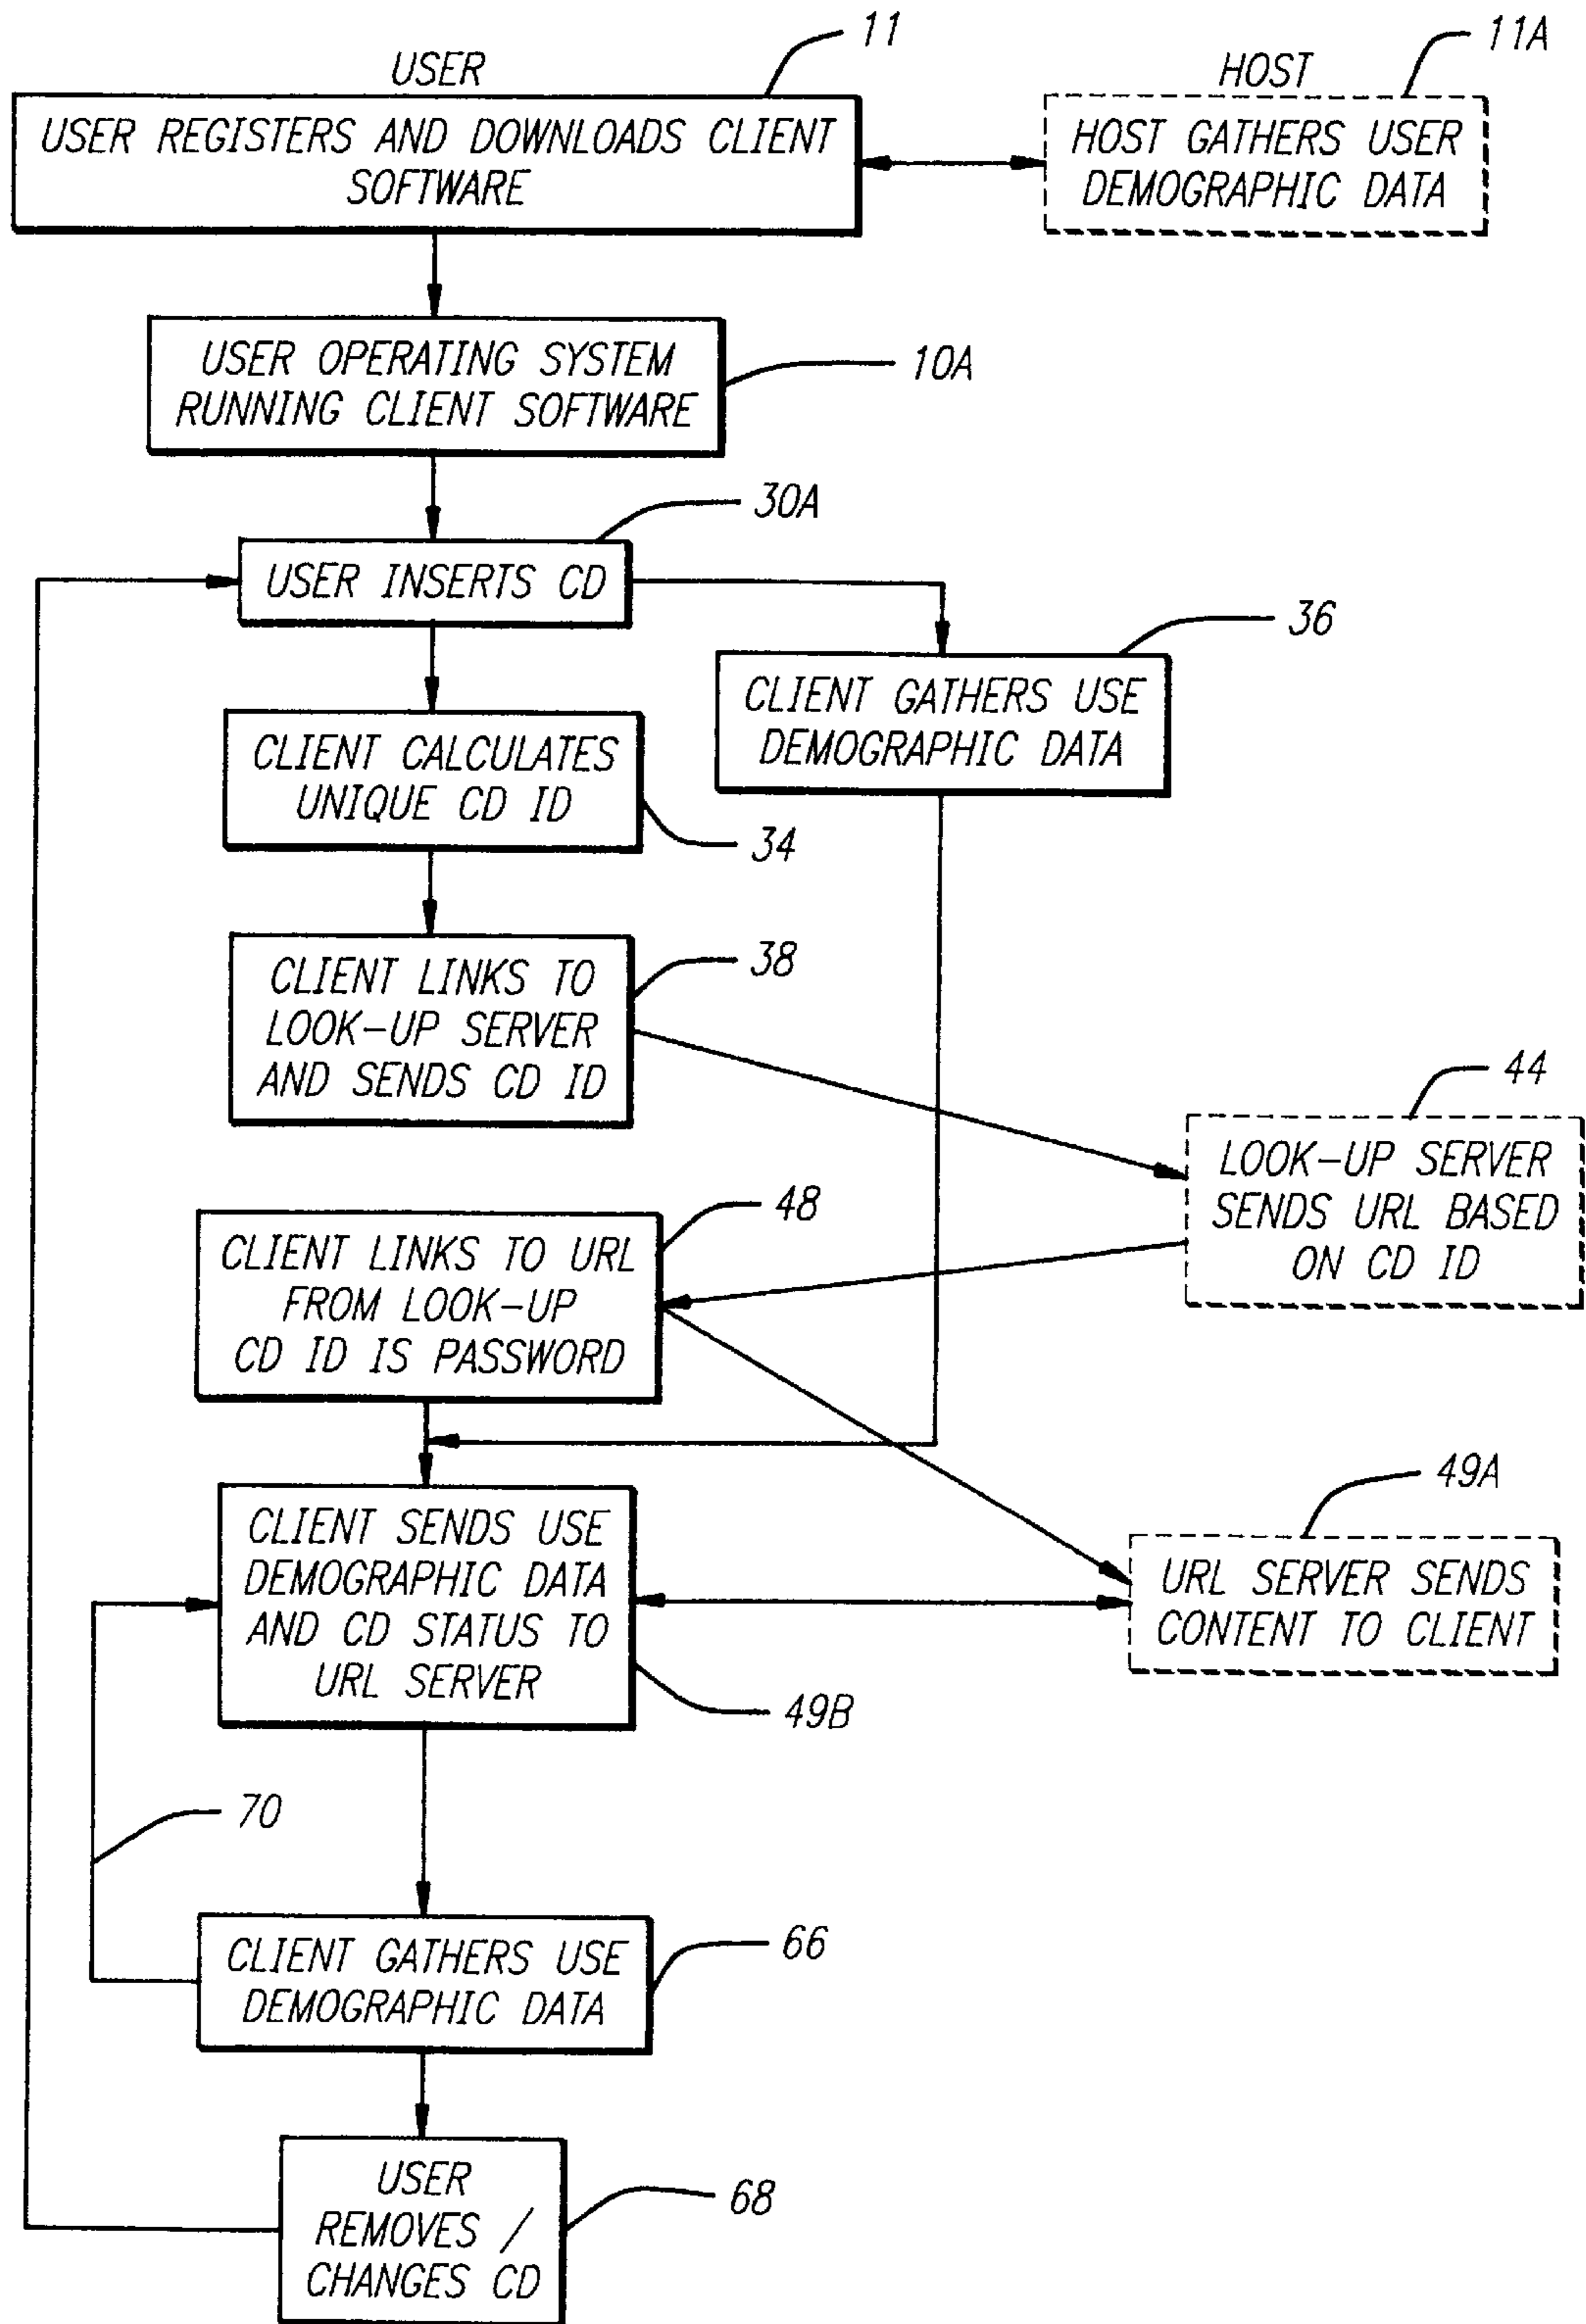 11
11A
USER
HOST
USER REGISTERS AND DOWNLOADS CLIENT
SOFTWARE
HOST GATHERS USER
DEMOGRAPHIC DATA
USER OPERATING SYSTEM
RUNNING CLIENT SOFTWARE
10A
30A
USER INSERTS CD
36
CLIENT GATHERS USE
DEMOGRAPHIC DATA
CLIENT CALCULATES
UNIQUE CD ID
34
CLIENT LINKS TO
LOOK-UP SERVER
AND SENDS CD ID
38
44
LOOK-UP SERVER
SENDS URL BASED
ON CD ID
48
CLIENT LINKS TO URL
FROM LOOK-UP
CD ID IS PASSWORD
49A
CLIENT SENDS USE
DEMOGRAPHIC DATA
AND CD STATUS TO
URL SERVER
URL SERVER SENDS
CONTENT TO CLIENT
49B
70
CLIENT GATHERS USE
DEMOGRAPHIC DATA
66
USER
REMOVES /
CHANGES CD
68